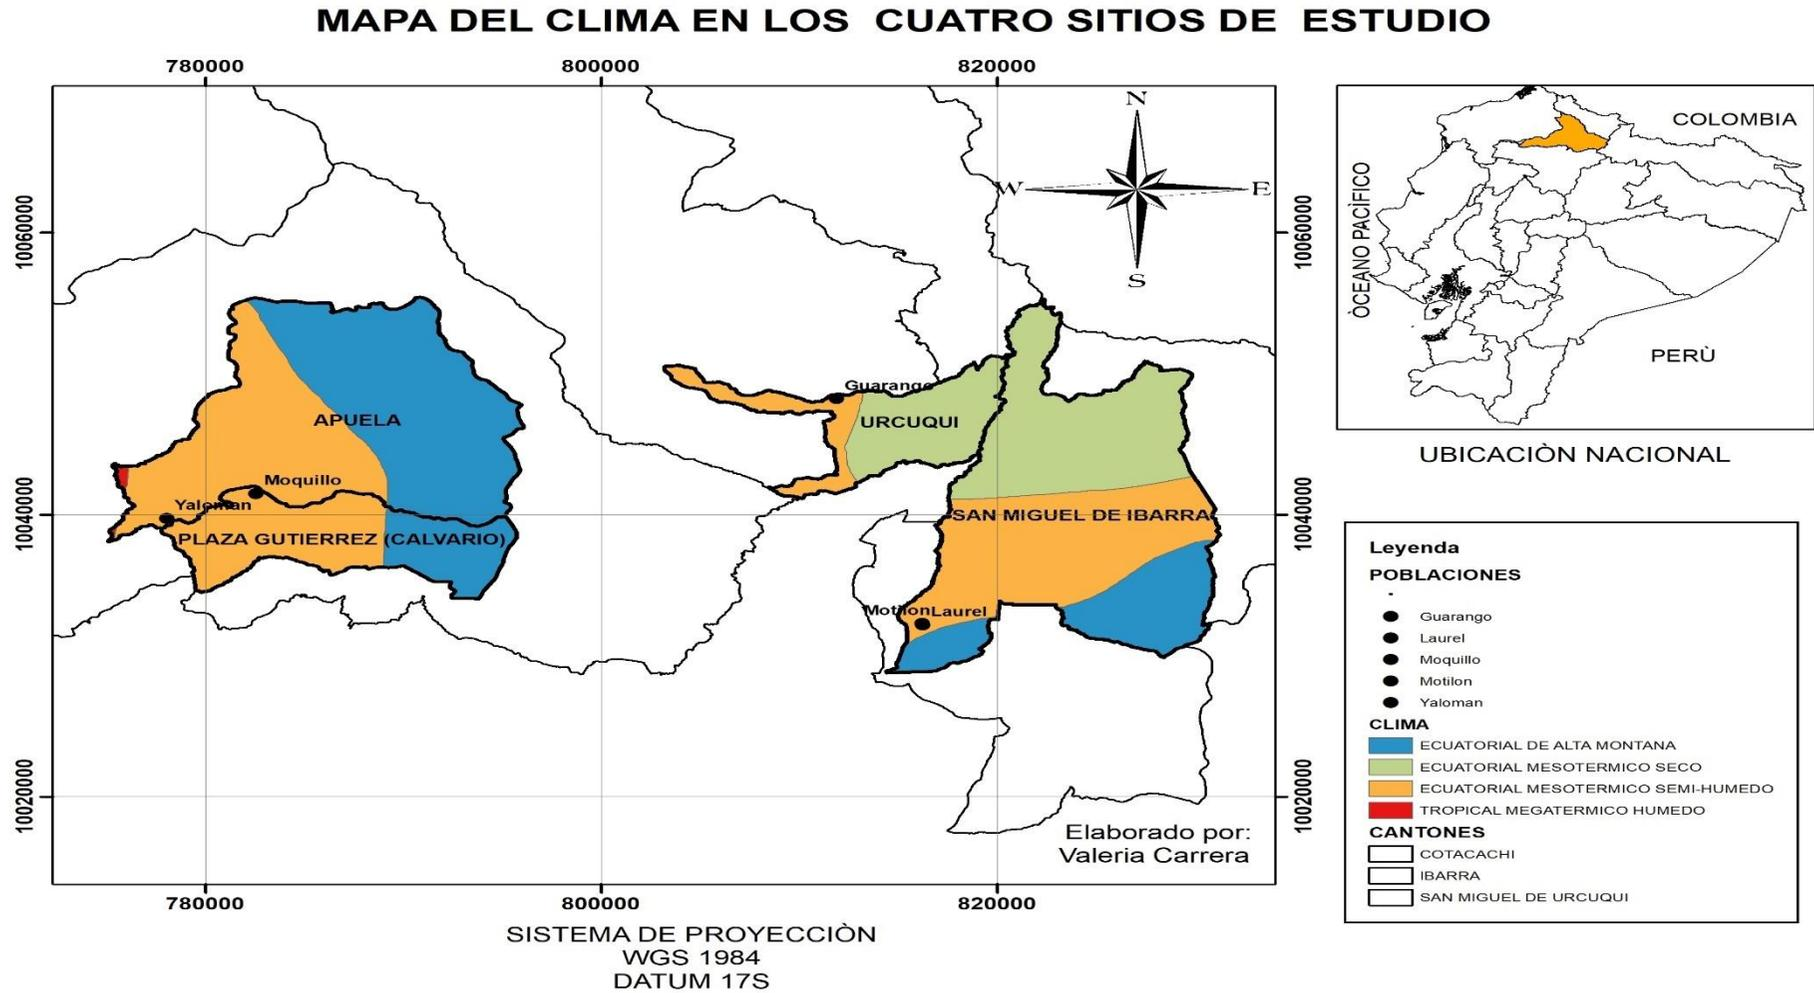 MAPA DEL CLIMA EN LOS CUATRO SITIOS DE ESTUDIO
780000 800000 820000
N
W E
S
10060000 10060000
10040000 10040000
10020000 10020000
Guarango
APUELA
URCUQUI
Moquillo
Yaloman
SAN MIGUEL DE IBARRA
PLAZA GUTIERREZ (CALVARIO)
Motilon Laurel
Elaborado por:
Valeria Carrera
780000 800000 820000
SISTEMA DE PROYECCIÒN
WGS 1984
DATUM 17S
COLOMBIA
ÒCEANO PACÌFICO
PERÙ
UBICACIÒN NACIONAL
Leyenda
POBLACIONES
Guarango
Laurel
Moquillo
Motilon
Yaloman
CLIMA
ECUATORIAL DE ALTA MONTANA
ECUATORIAL MESOTERMICO SECO
ECUATORIAL MESOTERMICO SEMI-HUMEDO
TROPICAL MEGATERMICO HUMEDO
CANTONES
COTACACHI
IBARRA
SAN MIGUEL DE URCUQUI